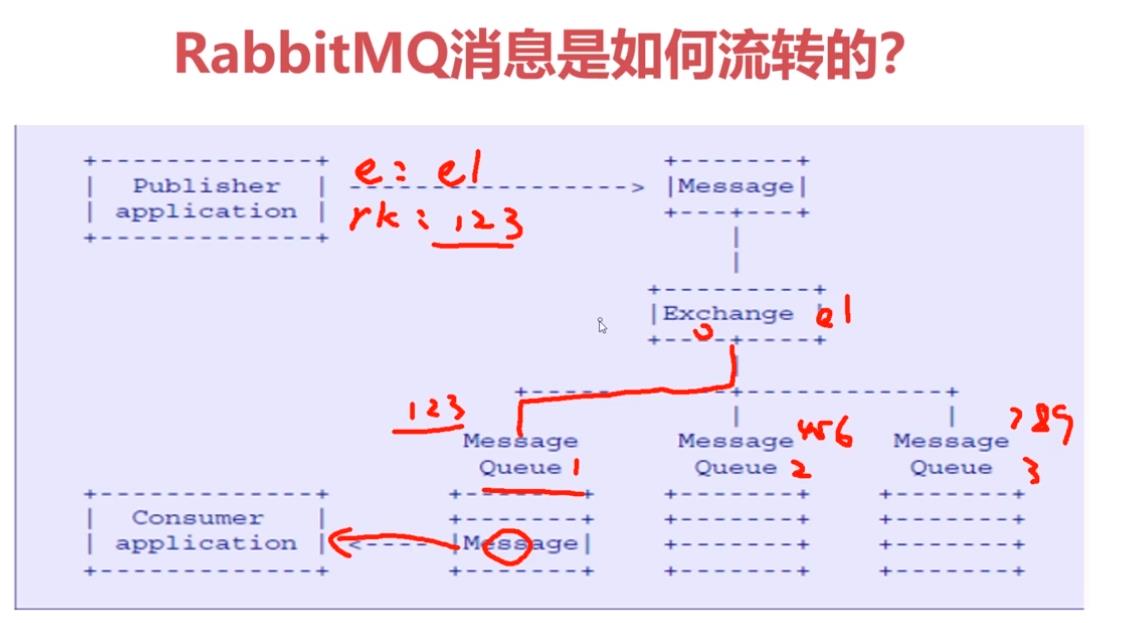 RabbitMQ消息是如何流转的?
Publisher
application
e: e1
rk: 123
Message
Exchange
e1
123
Message
Queue 1
456
Message
Queue 2
789
Message
Queue 3
Consumer
application
Message